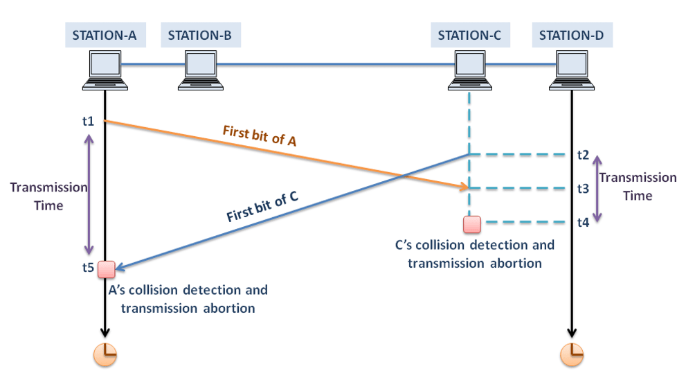 STATION-A
STATION-B
STATION-C
STATION-D
t1
First bit of A
t2
Transmission
Time
t3
Transmission
Time
First bit of C
t4
C's collision detection and
transmission abortion
t5
A's collision detection and
transmission abortion